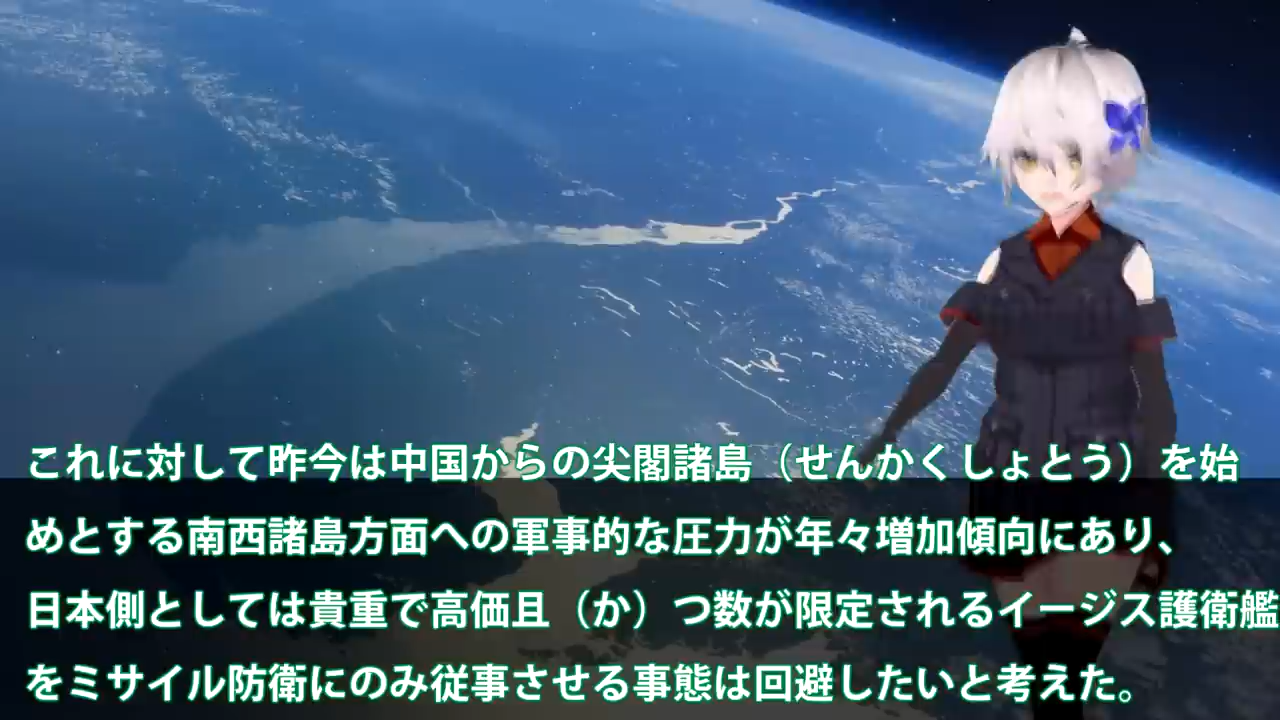 これに対して昨今は中国からの尖閣諸島（せんかくしょとう）を始
めとする南西諸島方面への軍事的な圧力が年々増加傾向にあり、
日本側としては貴重で高価且（か）つ数が限定されるイージス護衛艦
をミサイル防衛にのみ従事させる事態は回避したいと考えた。